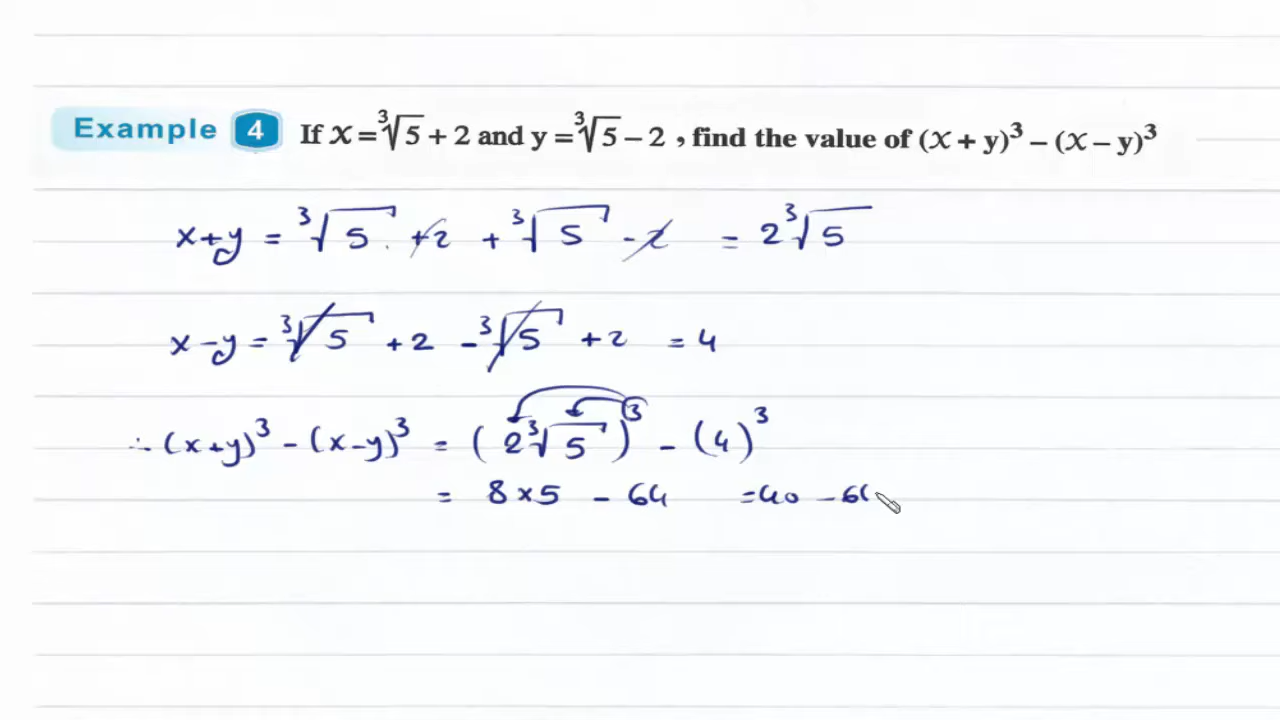 Example 4 If x = ∛5 + 2 and y = ∛5 – 2 , find the value of (x + y)³ – (x – y)³
x+y = ∛5 +2 + ∛5 -2 = 2∛5
x-y = ∛5 +2 -∛5 +2 = 4
∴ (x+y)³ - (x-y)³ = (2∛5)³ - (4)³
= 8×5 - 64 =40 -6